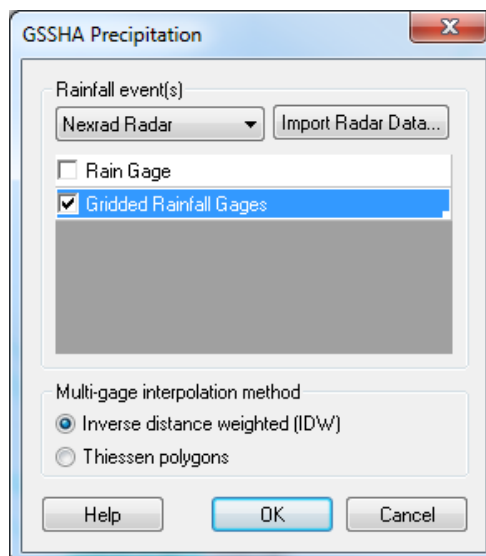 GSSHA Precipitation
Rainfall event(s)
Nexrad Radar
Import Radar Data...
Rain Gage
Gridded Rainfall Gages
Multi-gage interpolation method
Inverse distance weighted (IDW)
Thiessen polygons
Help
OK
Cancel